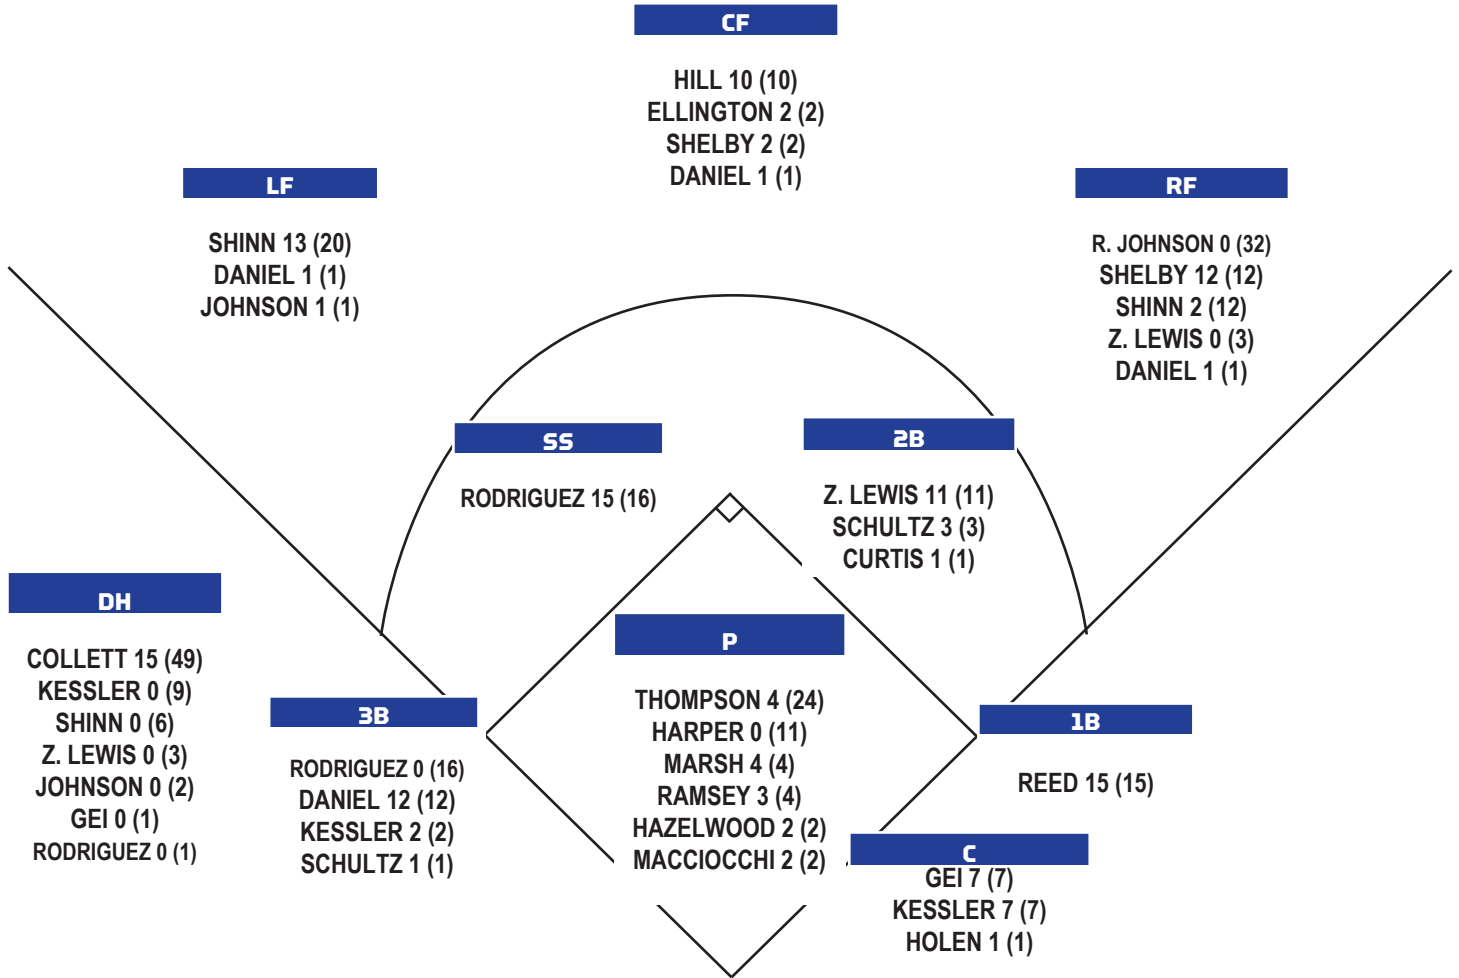 CF
HILL 10 (10)
ELLINGTON 2 (2)
SHELBY 2 (2)
DANIEL 1 (1)
LF
SHINN 13 (20)
DANIEL 1 (1)
JOHNSON 1 (1)
RF
R. JOHNSON 0 (32)
SHELBY 12 (12)
SHINN 2 (12)
Z. LEWIS 0 (3)
DANIEL 1 (1)
SS
RODRIGUEZ 15 (16)
2B
Z. LEWIS 11 (11)
SCHULTZ 3 (3)
CURTIS 1 (1)
DH
COLLETT 15 (49)
KESSLER 0 (9)
SHINN 0 (6)
Z. LEWIS 0 (3)
JOHNSON 0 (2)
GEI 0 (1)
RODRIGUEZ 0 (1)
3B
RODRIGUEZ 0 (16)
DANIEL 12 (12)
KESSLER 2 (2)
SCHULTZ 1 (1)
P
THOMPSON 4 (24)
HARPER 0 (11)
MARSH 4 (4)
RAMSEY 3 (4)
HAZELWOOD 2 (2)
MACCIOCCHI 2 (2)
1B
REED 15 (15)
C
GEI 7 (7)
KESSLER 7 (7)
HOLEN 1 (1)